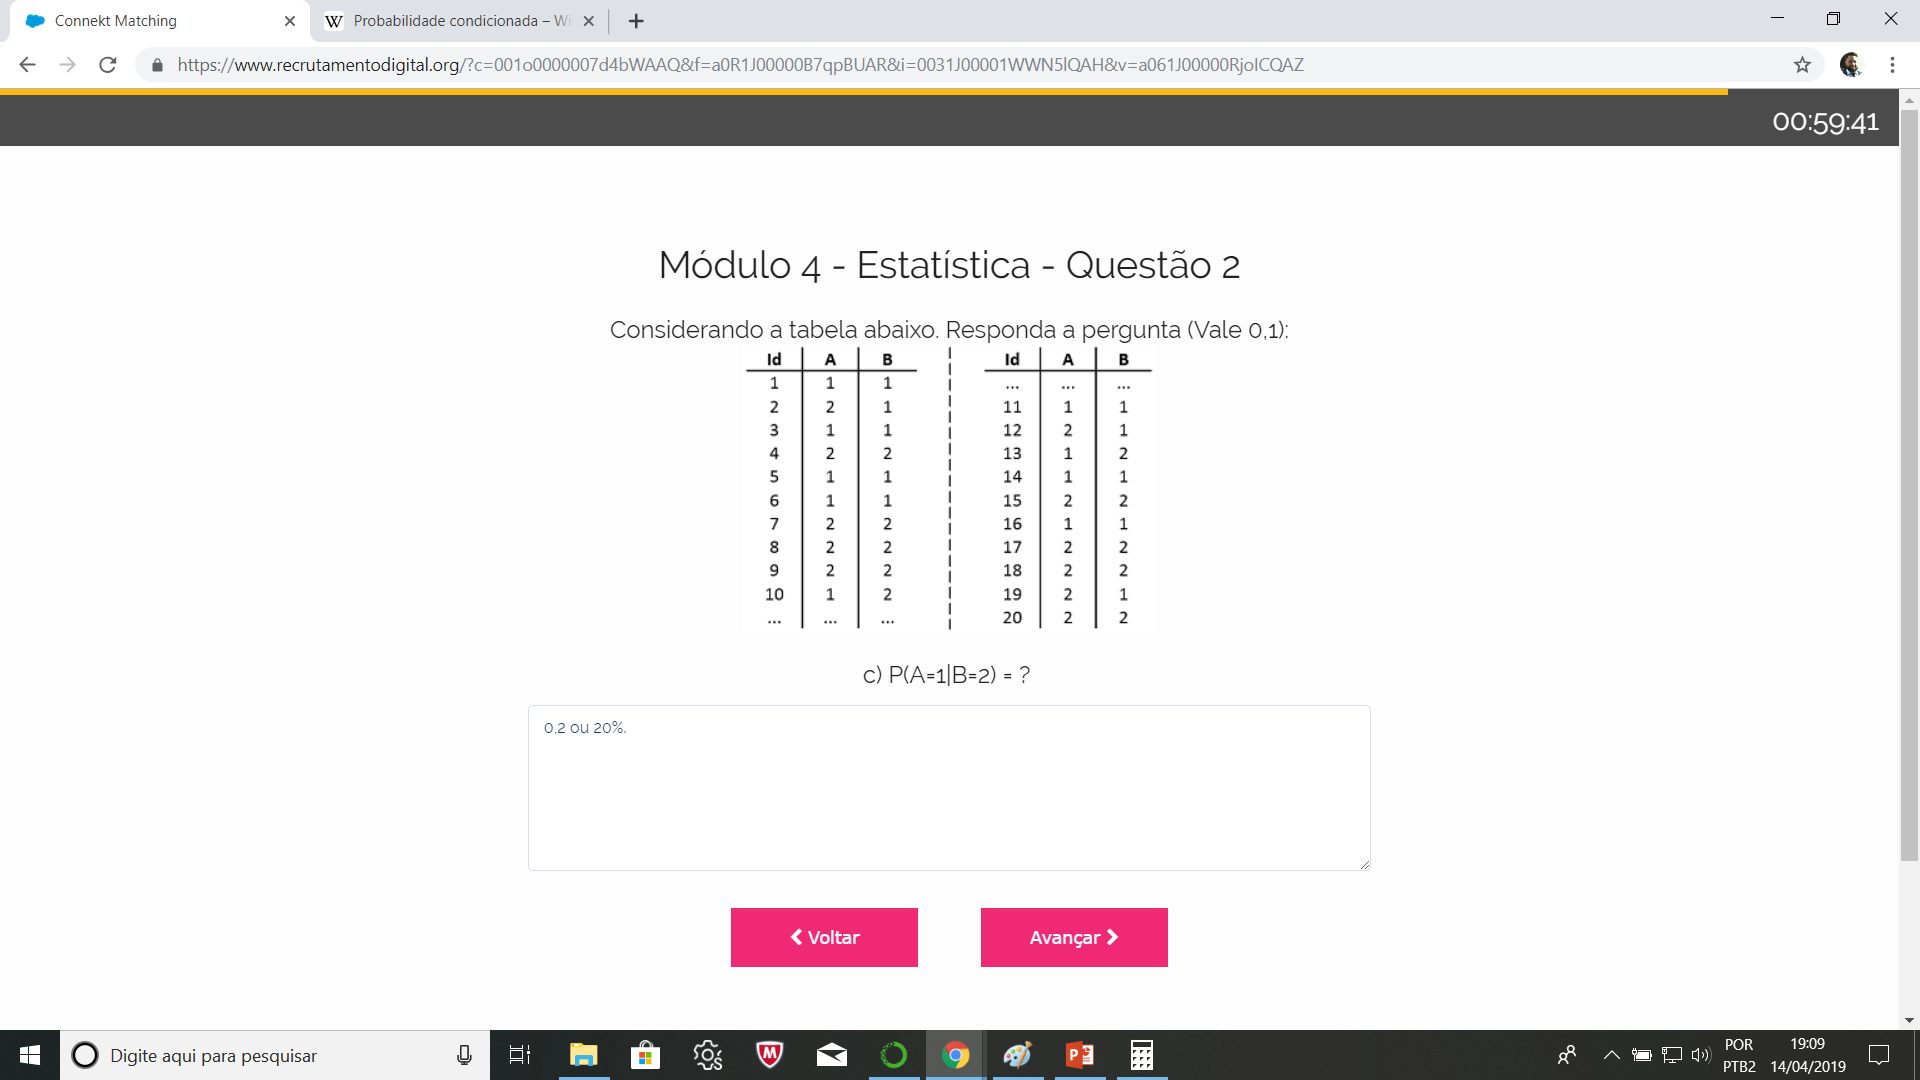 Connekt Matching
Probabilidade condicionada – Wi
https://www.recrutamentodigital.org/?c=001o0000007d4bWAAQ&f=a0R1J00000B7qpBUAR&i=0031J00001WWN5lQAH&v=a061J00000RjolCQAZ
00:59:41
Módulo 4 - Estatística - Questão 2
Considerando a tabela abaixo. Responda a pergunta (Vale 0,1):
Id A B
1 1 1
2 2 1
3 1 1
4 2 2
5 1 1
6 1 1
7 2 2
8 2 2
9 2 2
10 1 2
... ... ...
Id A B
... ... ...
11 1 1
12 2 1
13 1 2
14 1 1
15 2 2
16 1 1
17 2 2
18 2 2
19 2 1
20 2 2
c) P(A=1|B=2) = ?
0,2 ou 20%.
Voltar
Avançar
Digite aqui para pesquisar
POR
PTB2
19:09
14/04/2019